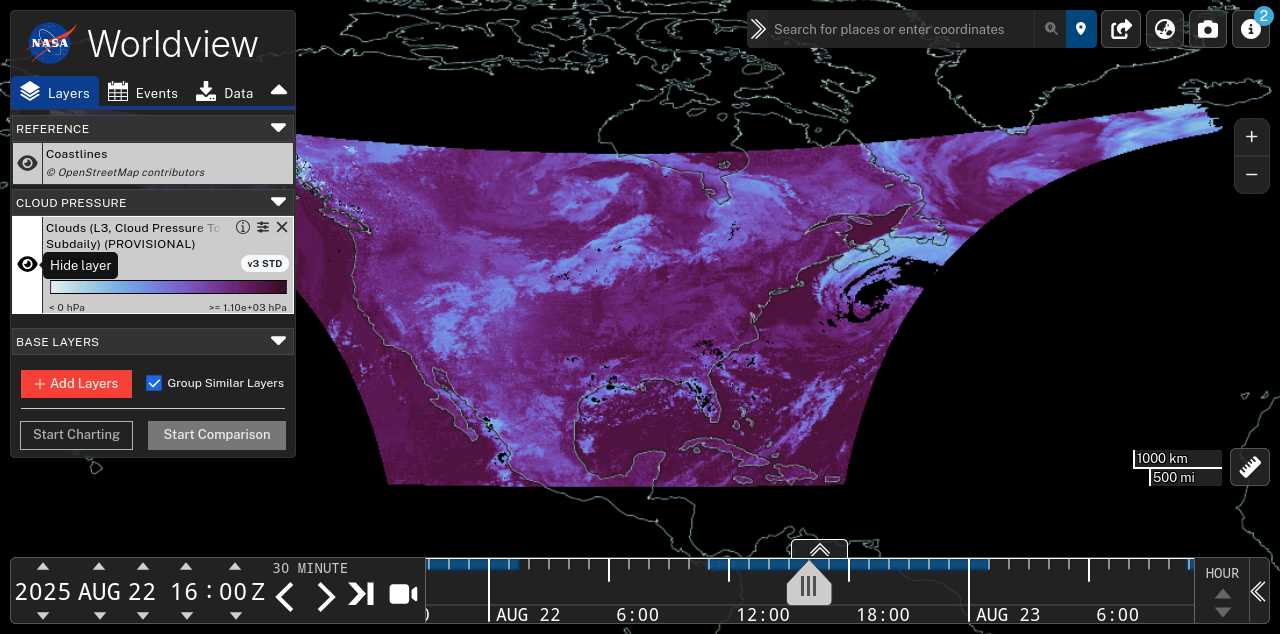 NASA
Worldview
Layers
Events
Data
REFERENCE
Coastlines
© OpenStreetMap contributors
CLOUD PRESSURE
Clouds (L3, Cloud Pressure To
Subdaily) (PROVISIONAL)
Hide layer
v3 STD
< 0 hPa
>= 1.10e+03 hPa
BASE LAYERS
+ Add Layers
Group Similar Layers
Start Charting
Start Comparison
Search for places or enter coordinates
2
+
−
1000 km
500 mi
2025 AUG 22 16 : 00 Z
30 MINUTE
AUG 22
6:00
12:00
18:00
AUG 23
6:00
HOUR